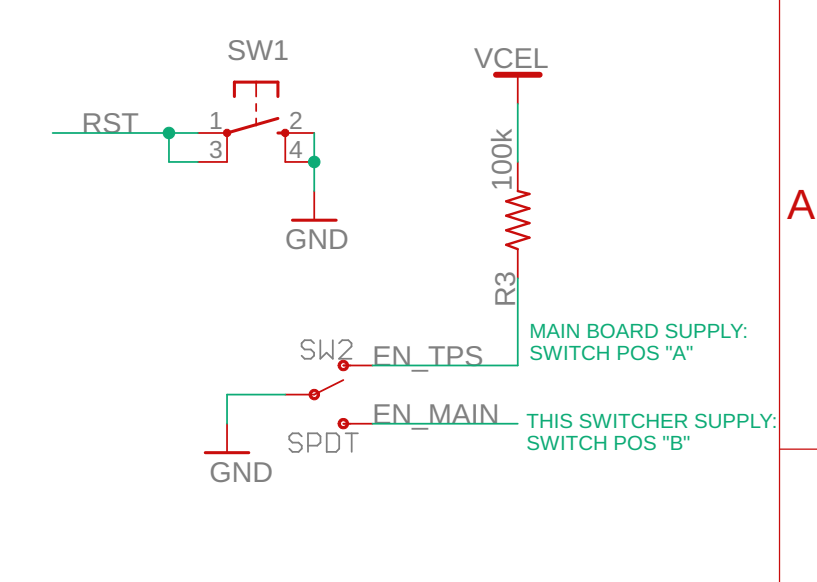 SW1
VCEL
RST
1
2
3
4
GND
100k
A
R3
MAIN BOARD SUPPLY:
SWITCH POS "A"
SW2
EN_TPS
EN_MAIN
THIS SWITCHER SUPPLY:
SWITCH POS "B"
SPDT
GND